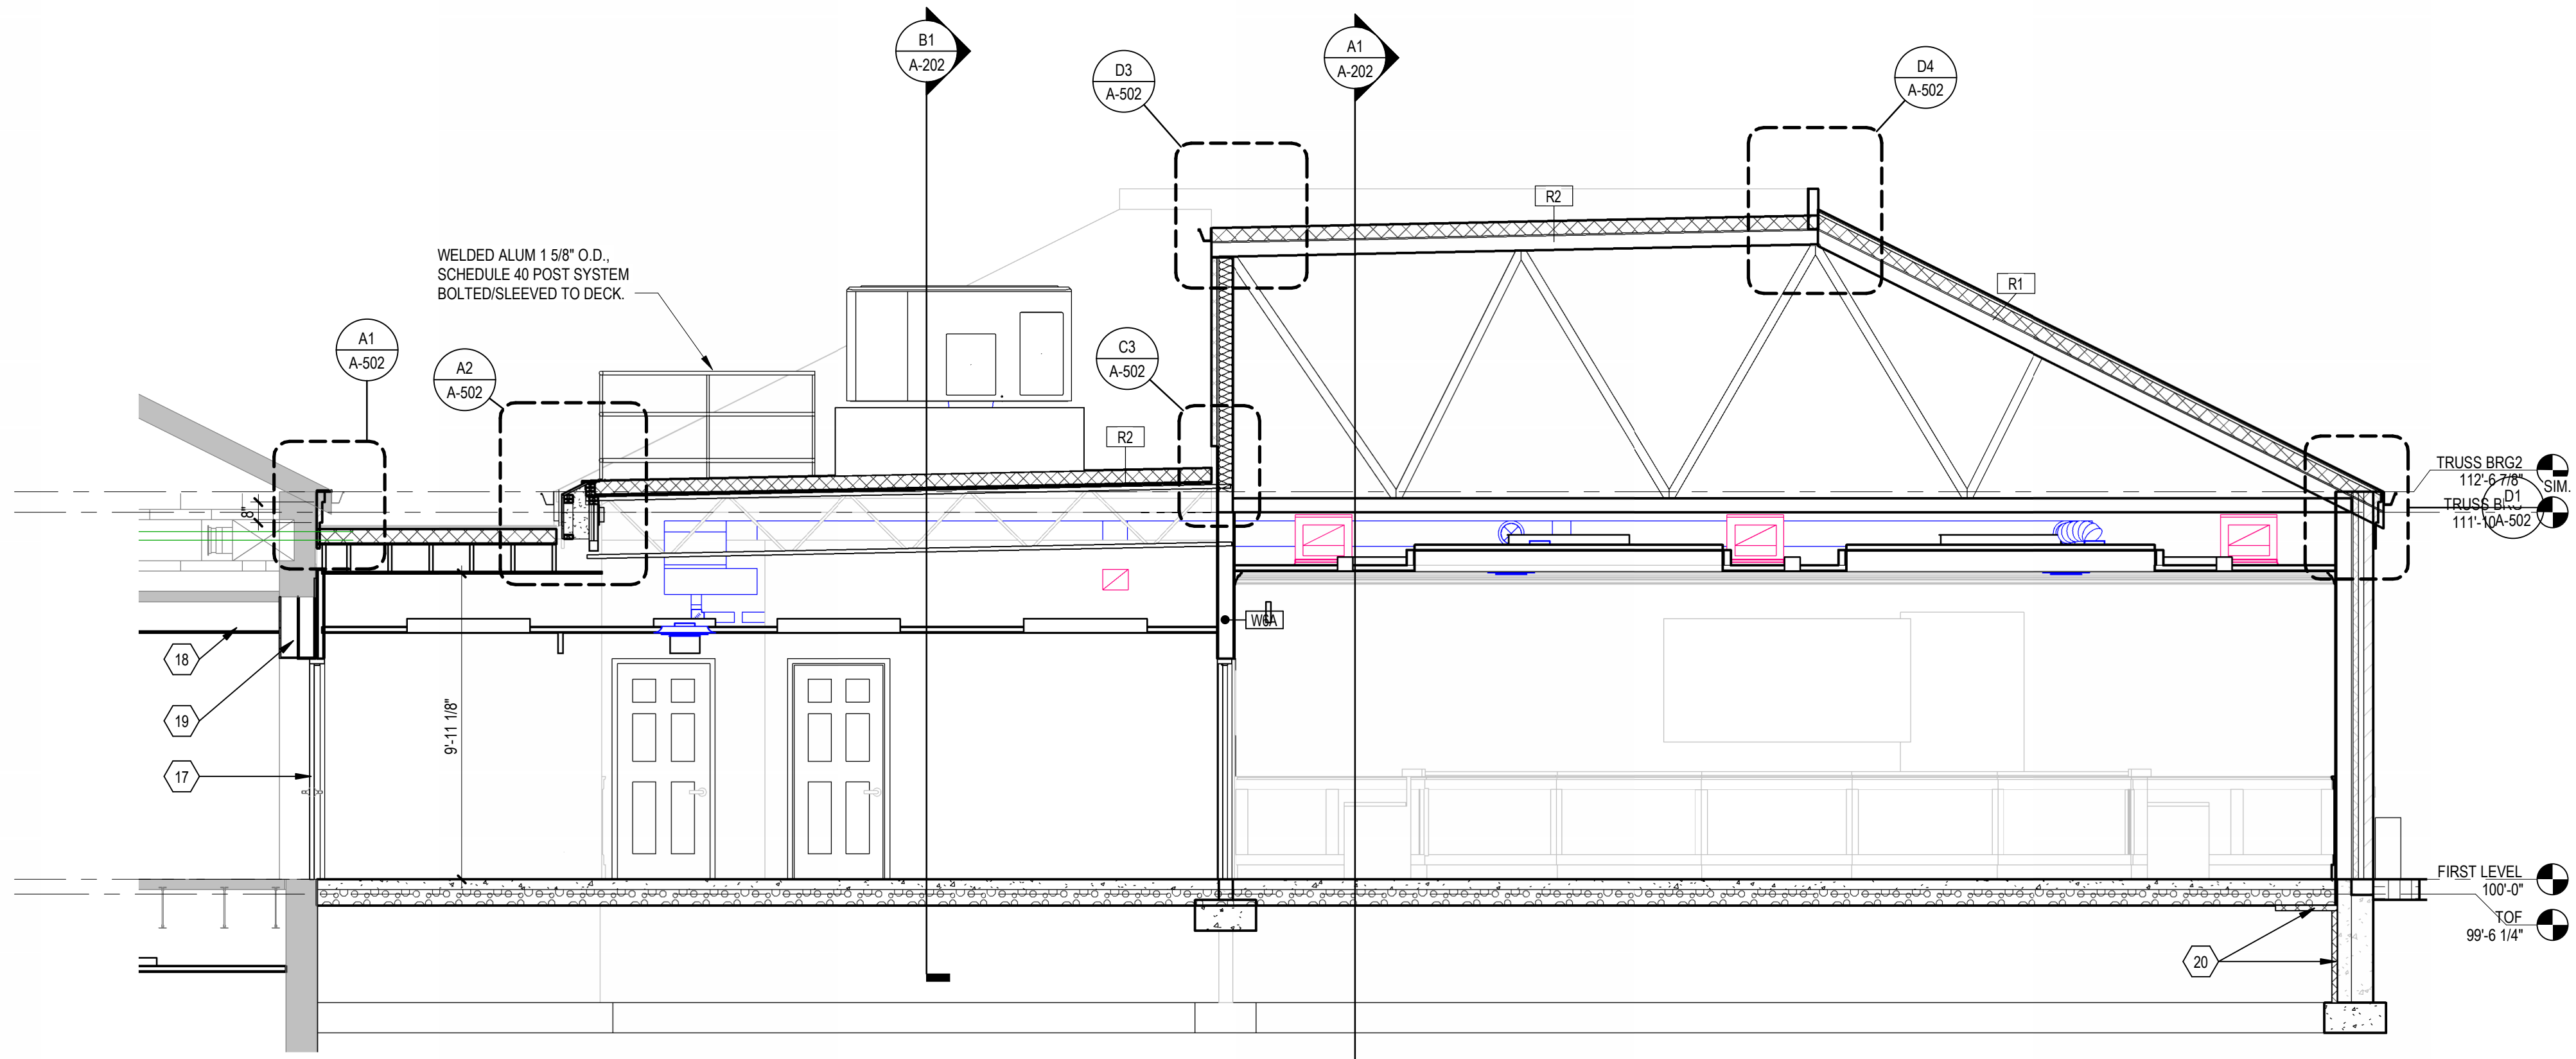 B1
A-202
A1
A-202
D3
A-502
D4
A-502
R2
WELDED ALUM 1 5/8" O.D.,
SCHEDULE 40 POST SYSTEM
BOLTED/SLEEVED TO DECK.
R1
A1
A-502
A2
A-502
C3
A-502
R2
TRUSS BRG2
112'-6 7/8"
SIM.
D1
A-502
TRUSS
111'-10
8"
W6A
18
19
17
9'-11 1/8"
FIRST LEVEL
100'-0"
TOF
99'-6 1/4"
20